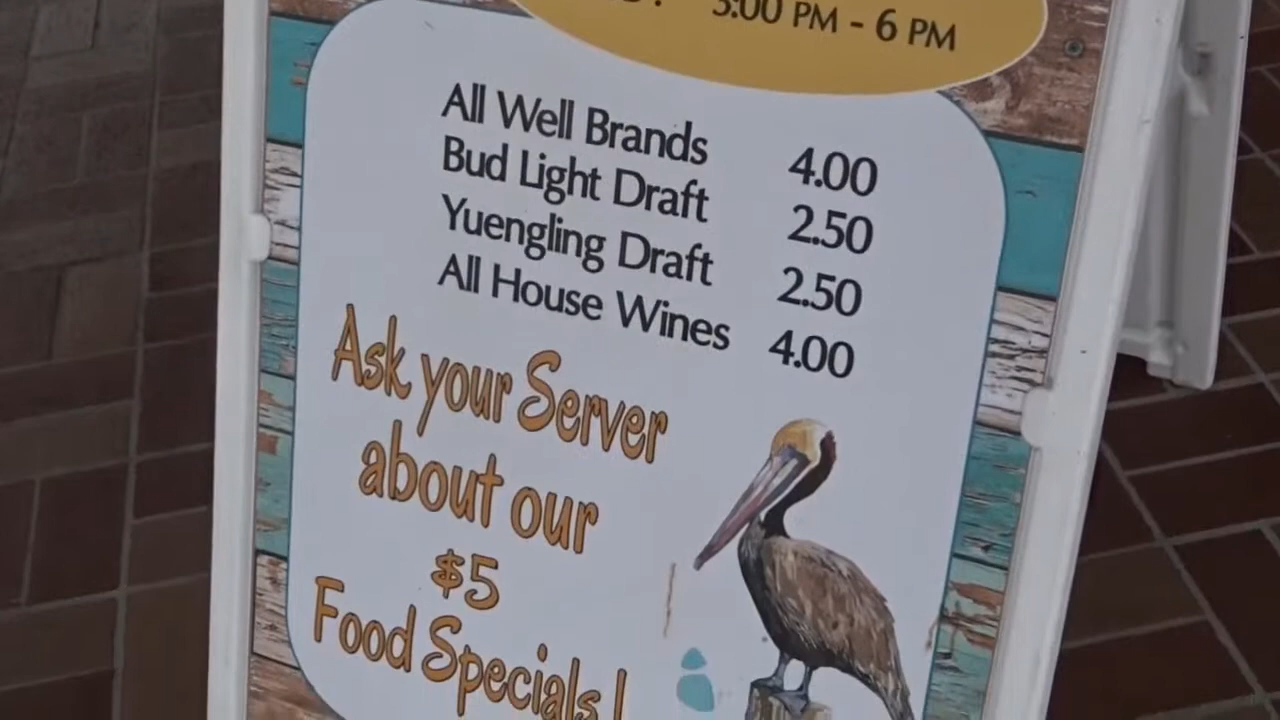 3:00 PM - 6 PM
All Well Brands 4.00
Bud Light Draft 2.50
Yuengling Draft 2.50
All House Wines 4.00
Ask your Server
about our
$5
Food Specials!